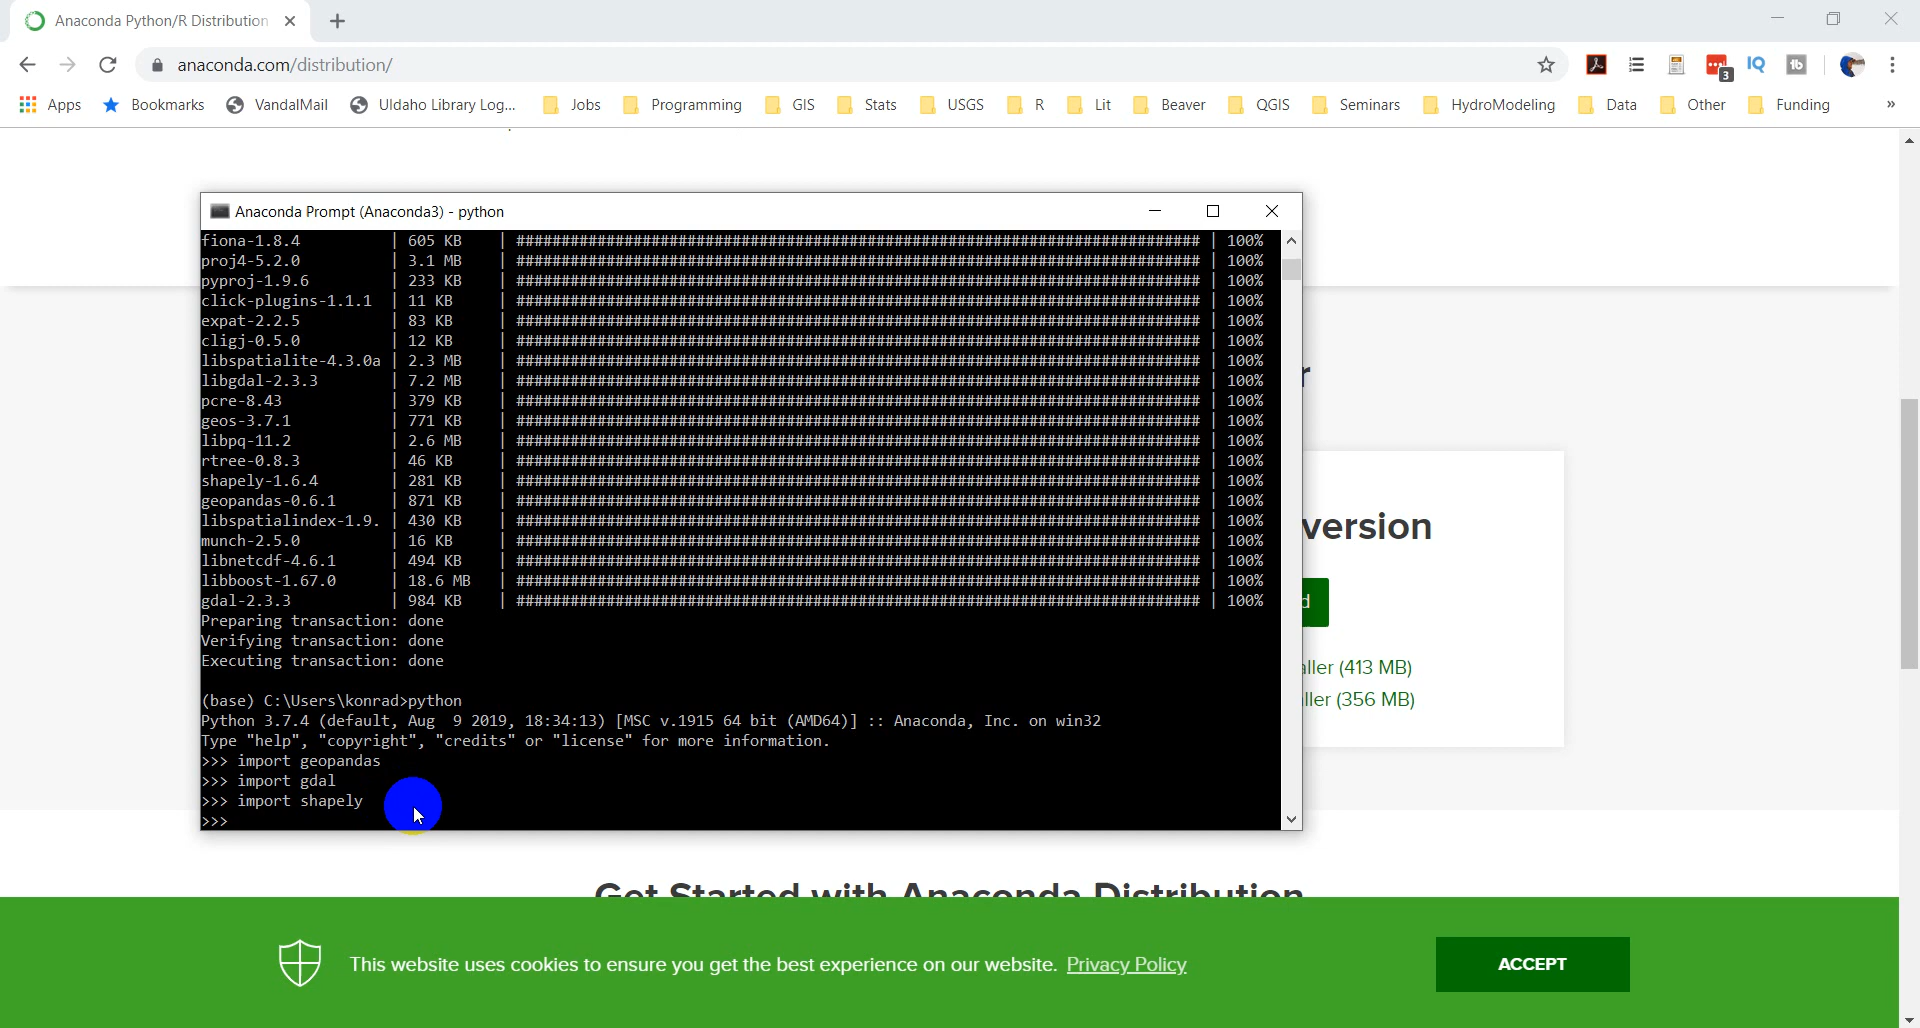 Anaconda Python/R Distribution
anaconda.com/distribution/
3
IQ
Apps Bookmarks VandalMail UIdaho Library Log... Jobs Programming GIS Stats USGS R Lit Beaver QGIS Seminars HydroModeling Data Other Funding »
Anaconda Prompt (Anaconda3) - python
fiona-1.8.4 | 605 KB | ############################################################################ | 100%
proj4-5.2.0 | 3.1 MB | ############################################################################ | 100%
pyproj-1.9.6 | 233 KB | ############################################################################ | 100%
click-plugins-1.1.1 | 11 KB | ############################################################################ | 100%
expat-2.2.5 | 83 KB | ############################################################################ | 100%
cligj-0.5.0 | 12 KB | ############################################################################ | 100%
libspatialite-4.3.0a | 2.3 MB | ############################################################################ | 100%
libgdal-2.3.3 | 7.2 MB | ############################################################################ | 100%
pcre-8.43 | 379 KB | ############################################################################ | 100%
geos-3.7.1 | 771 KB | ############################################################################ | 100%
libpq-11.2 | 2.6 MB | ############################################################################ | 100%
rtree-0.8.3 | 46 KB | ############################################################################ | 100%
shapely-1.6.4 | 281 KB | ############################################################################ | 100%
geopandas-0.6.1 | 871 KB | ############################################################################ | 100%
libspatialindex-1.9. | 430 KB | ############################################################################ | 100%
munch-2.5.0 | 16 KB | ############################################################################ | 100%
libnetcdf-4.6.1 | 494 KB | ############################################################################ | 100%
libboost-1.67.0 | 18.6 MB | ############################################################################ | 100%
gdal-2.3.3 | 984 KB | ############################################################################ | 100%
Preparing transaction: done
Verifying transaction: done
Executing transaction: done
(base) C:\Users\konrad>python
Python 3.7.4 (default, Aug  9 2019, 18:34:13) [MSC v.1915 64 bit (AMD64)] :: Anaconda, Inc. on win32
Type "help", "copyright", "credits" or "license" for more information.
>>> import geopandas
>>> import gdal
>>> import shapely
>>>
r
version
d
ller (413 MB)
ller (356 MB)
Get Started with Anaconda Distribution
This website uses cookies to ensure you get the best experience on our website. Privacy Policy
ACCEPT